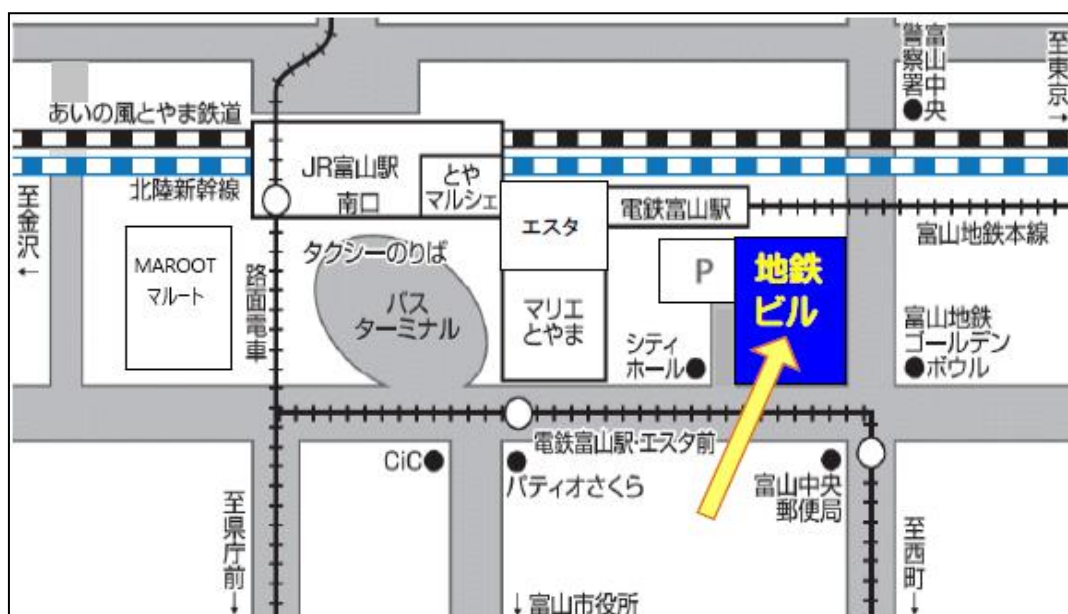 富山中央
警察署
至東京→
あいの風とやま鉄道
JR富山駅
南口
とや
マルシェ
北陸新幹線
至金沢←
エスタ
電鉄富山駅
富山地鉄本線
MAROOT
マルート
路面電車
タクシーのりば
バス
ターミナル
マリエ
とやま
P
地鉄
ビル
シティ
ホール
富山地鉄
ゴールデン
ボウル
電鉄富山駅・エスタ前
CiC
パティオさくら
富山中央
郵便局
至県庁前→
↓富山市役所
至西町→